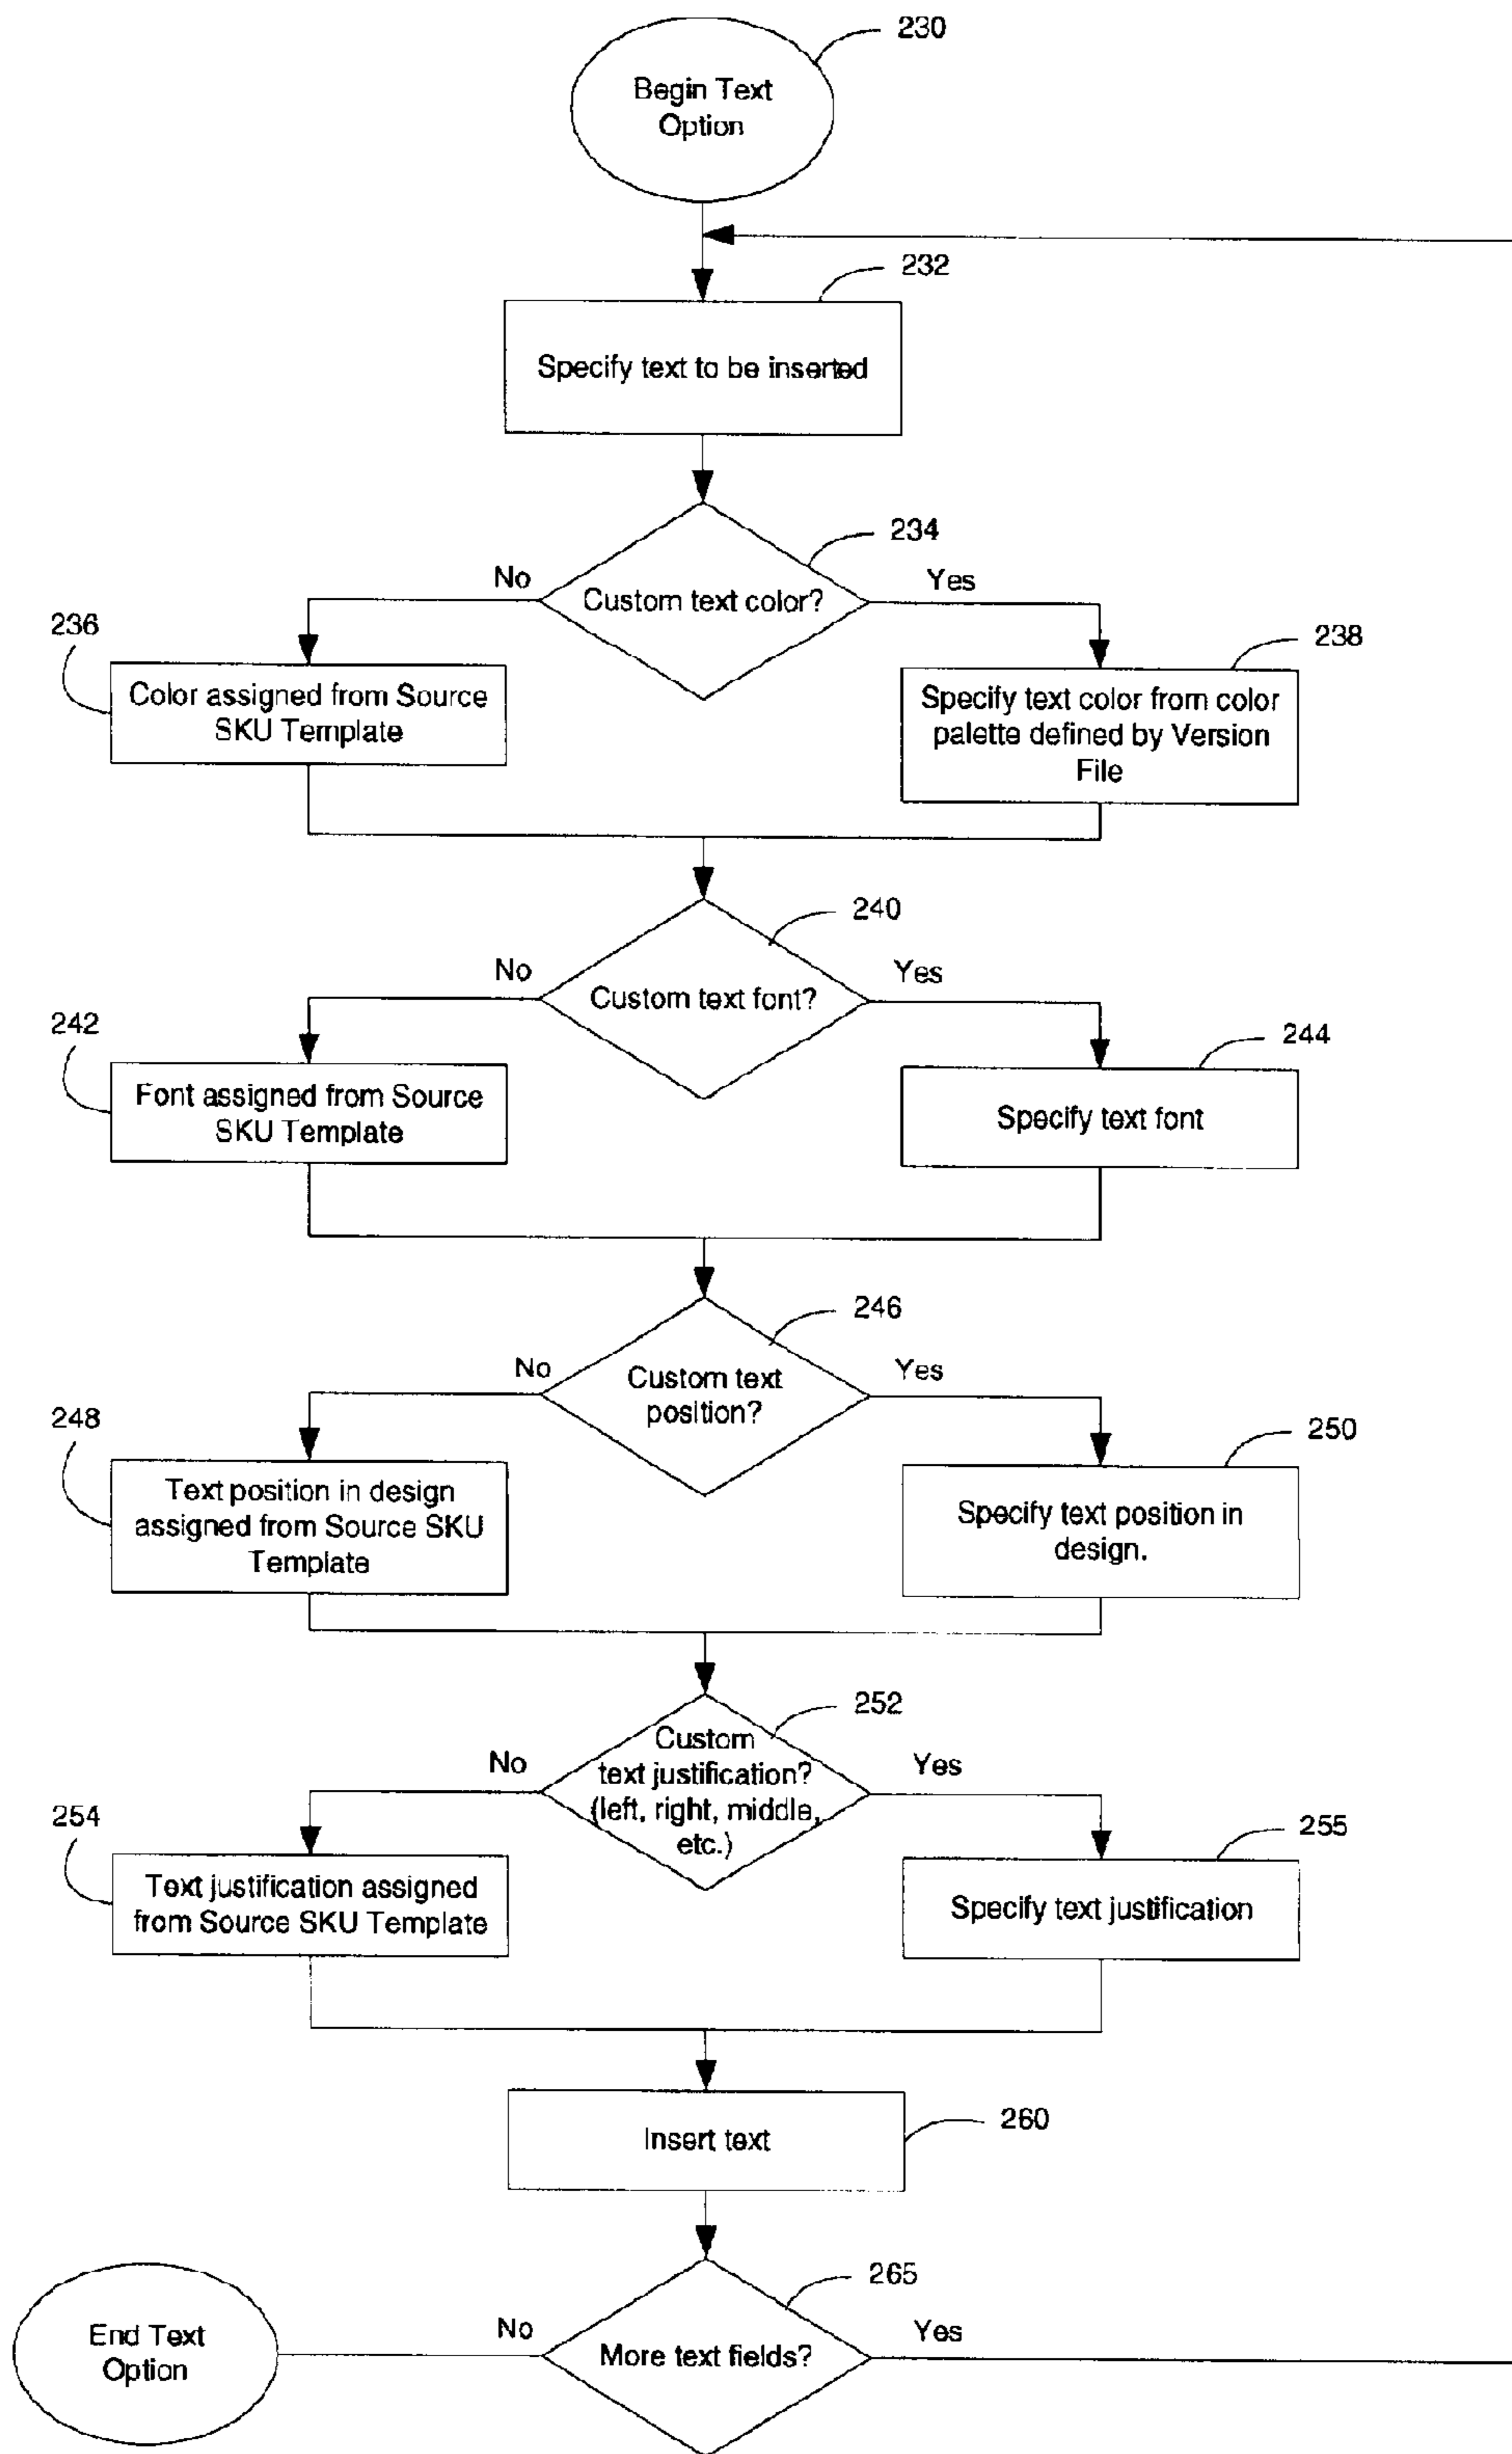 230
Begin Text
Option
232
Specify text to be inserted
234
No
Yes
Custom text color?
236
238
Color assigned from Source
SKU Template
Specify text color from color
palette defined by Version
File
240
No
Yes
Custom text font?
242
244
Font assigned from Source
SKU Template
Specify text font
246
No
Yes
Custom text
position?
248
250
Text position in design
assigned from Source SKU
Template
Specify text position in
design.
252
No
Yes
Custom
text justification?
(left, right, middle,
etc.)
254
255
Text justification assigned
from Source SKU Template
Specify text justification
260
Insert text
265
No
Yes
More text fields?
End Text
Option